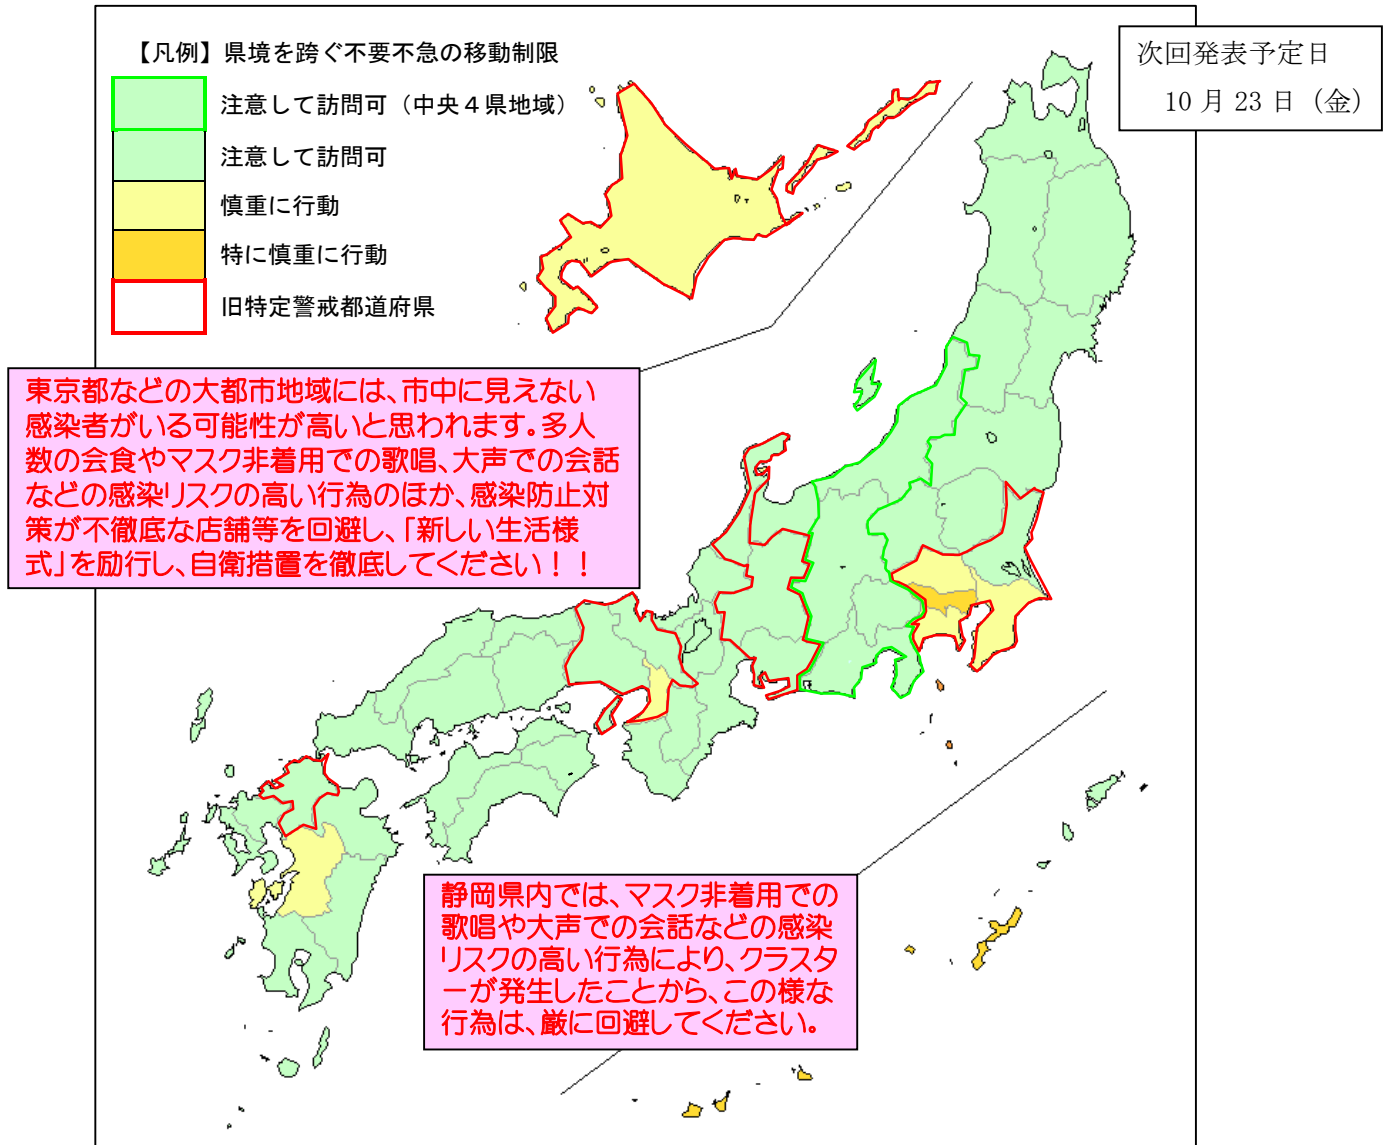 【凡例】県境を跨ぐ不要不急の移動制限
注意して訪問可（中央４県地域）
注意して訪問可
慎重に行動
特に慎重に行動
旧特定警戒都道府県
次回発表予定日
10 月 23 日（金）
東京都などの大都市地域には、市中に見えない
感染者がいる可能性が高いと思われます。多人
数の会食やマスク非着用での歌唱、大声での会話
などの感染リスクの高い行為のほか、感染防止対
策が不徹底な店舗等を回避し、「新しい生活様
式」を励行し、自衛措置を徹底してください！！
静岡県内では、マスク非着用での
歌唱や大声での会話などの感染
リスクの高い行為により、クラスタ
ーが発生したことから、この様な
行為は、厳に回避してください。